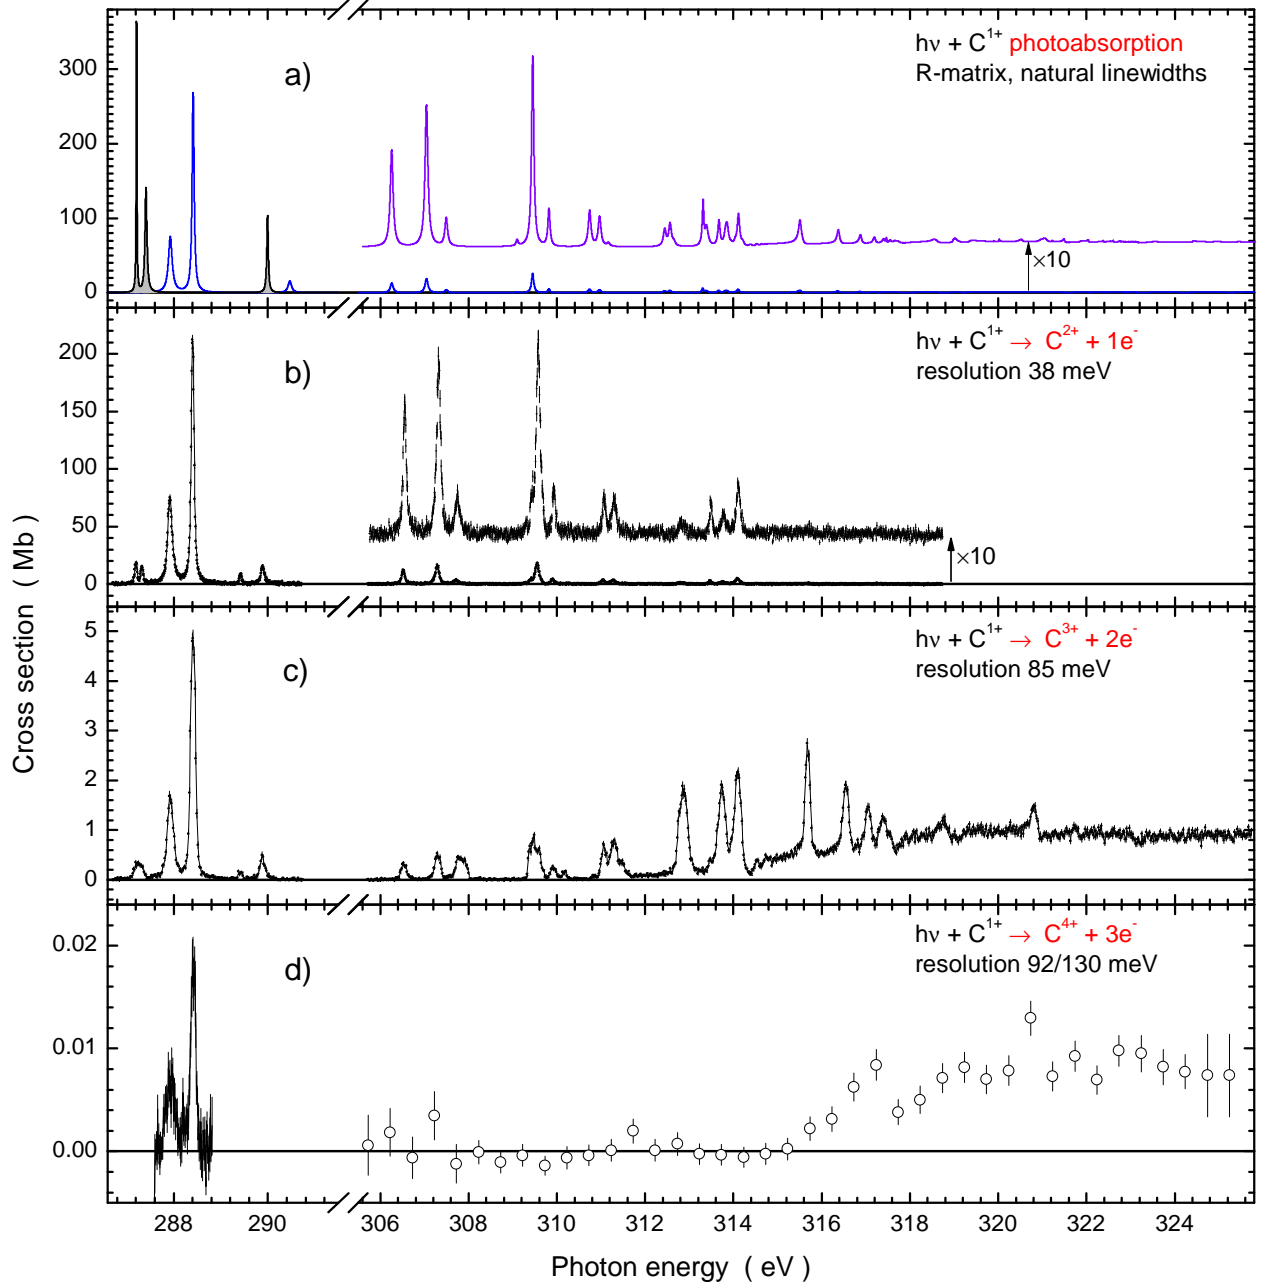 a)
hν + C¹⁺ photoabsorption
R-matrix, natural linewidths
300
200
100
0
×10
b)
hν + C¹⁺ → C²⁺ + 1e⁻
resolution 38 meV
200
150
100
50
0
×10
c)
hν + C¹⁺ → C³⁺ + 2e⁻
resolution 85 meV
5
4
3
2
1
0
d)
hν + C¹⁺ → C⁴⁺ + 3e⁻
resolution 92/130 meV
0.02
0.01
0.00
Cross section ( Mb )
288 290 306 308 310 312 314 316 318 320 322 324
Photon energy ( eV )